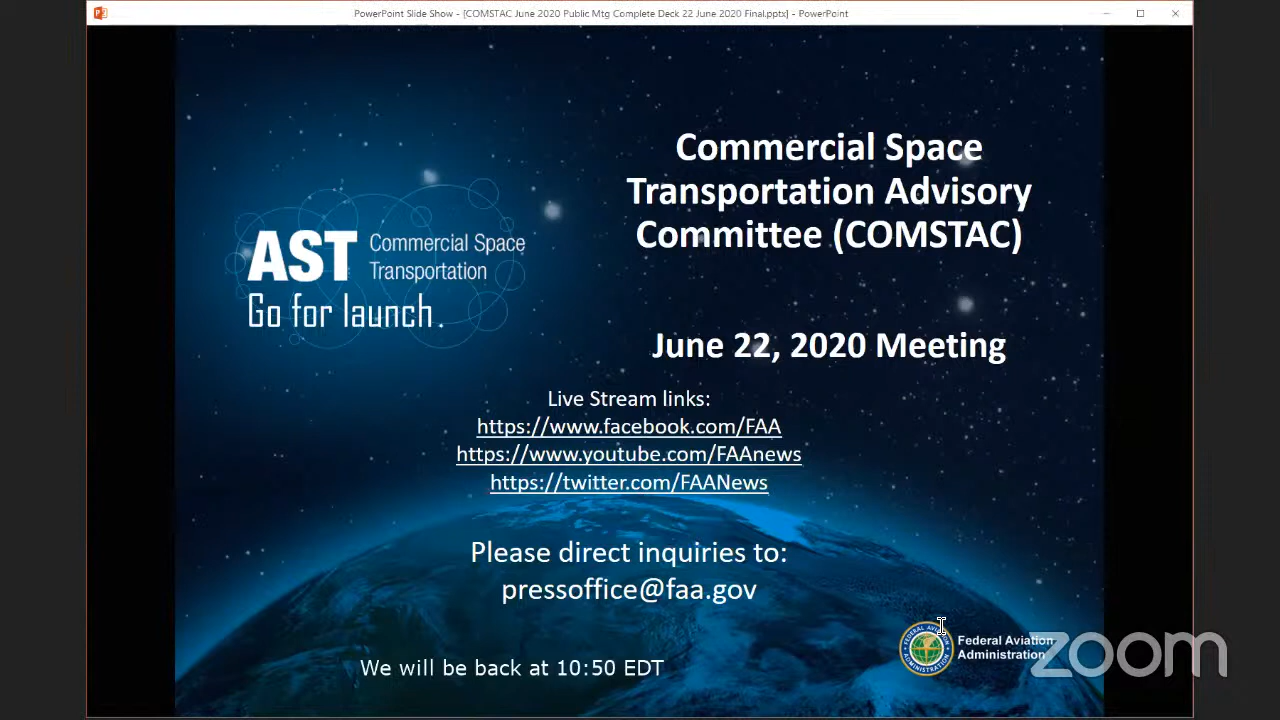 PowerPoint Slide Show - [COMSTAC June 2020 Public Mtg Complete Deck 22 June 2020 Final.pptx] - PowerPoint
Commercial Space
Transportation Advisory
Committee (COMSTAC)
AST Commercial Space
Transportation
Go for launch.
June 22, 2020 Meeting
Live Stream links:
https://www.facebook.com/FAA
https://www.youtube.com/FAAnews
https://twitter.com/FAANews
Please direct inquiries to:
pressoffice@faa.gov
FEDERAL AVIATION
ADMINISTRATION
Federal Aviation
Administration
zoom
We will be back at 10:50 EDT